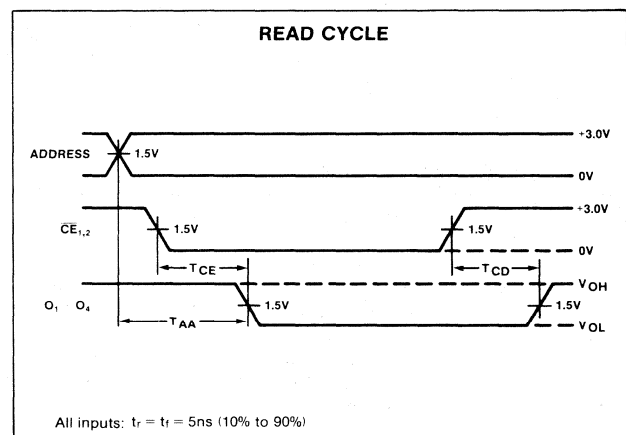 READ CYCLE
+3.0V
ADDRESS
1.5V
0V
+3.0V
CE1,2
1.5V
1.5V
0V
TCE
TCD
VOH
O1 O4
1.5V
1.5V
TAA
VOL
All inputs: tr = tf = 5ns (10% to 90%)